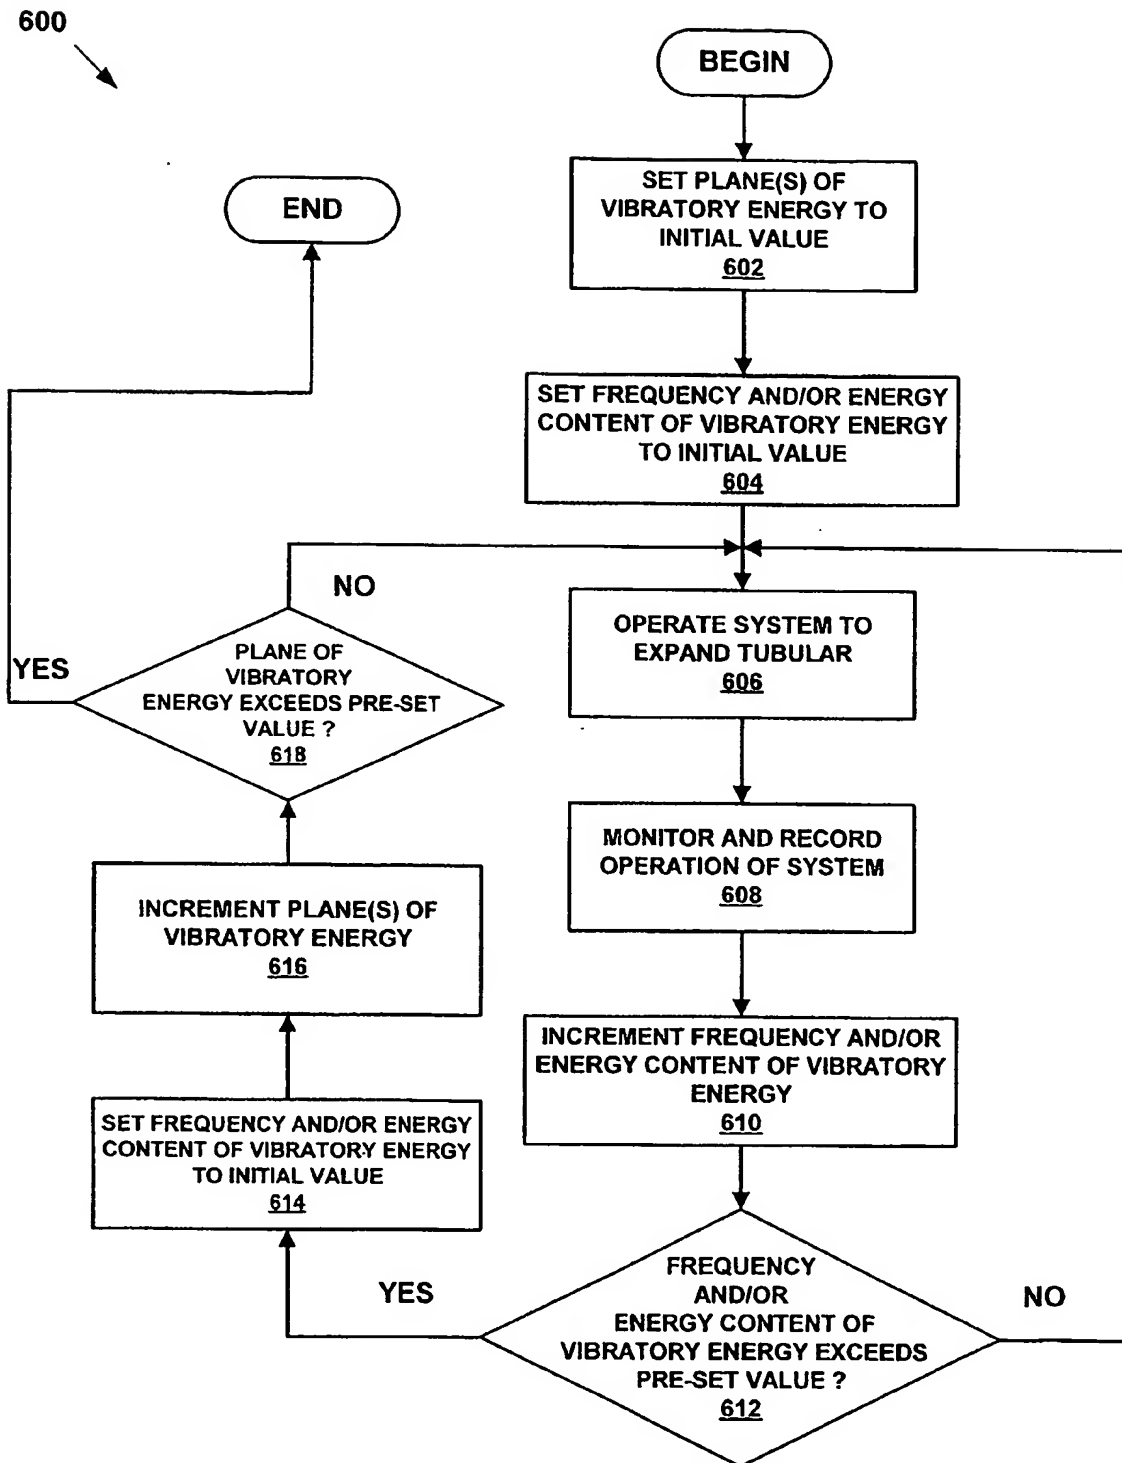 600
BEGIN
SET PLANE(S) OF
VIBRATORY ENERGY TO
INITIAL VALUE
602
END
SET FREQUENCY AND/OR ENERGY
CONTENT OF VIBRATORY ENERGY
TO INITIAL VALUE
604
NO
YES
PLANE OF
VIBRATORY
ENERGY EXCEEDS PRE-SET
VALUE ?
618
OPERATE SYSTEM TO
EXPAND TUBULAR
606
MONITOR AND RECORD
OPERATION OF SYSTEM
608
INCREMENT PLANE(S) OF
VIBRATORY ENERGY
616
INCREMENT FREQUENCY AND/OR
ENERGY CONTENT OF VIBRATORY
ENERGY
610
SET FREQUENCY AND/OR ENERGY
CONTENT OF VIBRATORY ENERGY
TO INITIAL VALUE
614
YES
FREQUENCY
AND/OR
ENERGY CONTENT OF
VIBRATORY ENERGY EXCEEDS
PRE-SET VALUE ?
612
NO